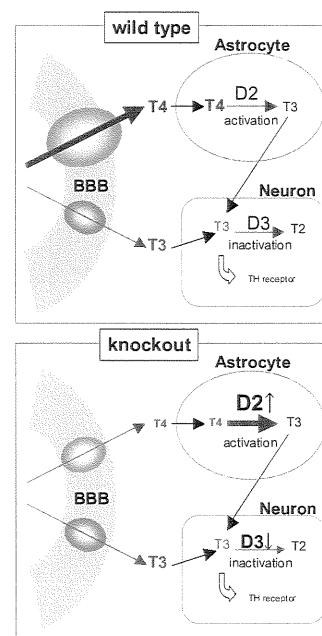 wild type
Astrocyte
T4 T4 D2 T3
activation
BBB
Neuron
T3 T3 D3 T2
inactivation
TH receptor
knockout
Astrocyte
D2↑
T4 T4 T3
activation
BBB
Neuron
T3 T3 D3↓ T2
inactivation
TH receptor